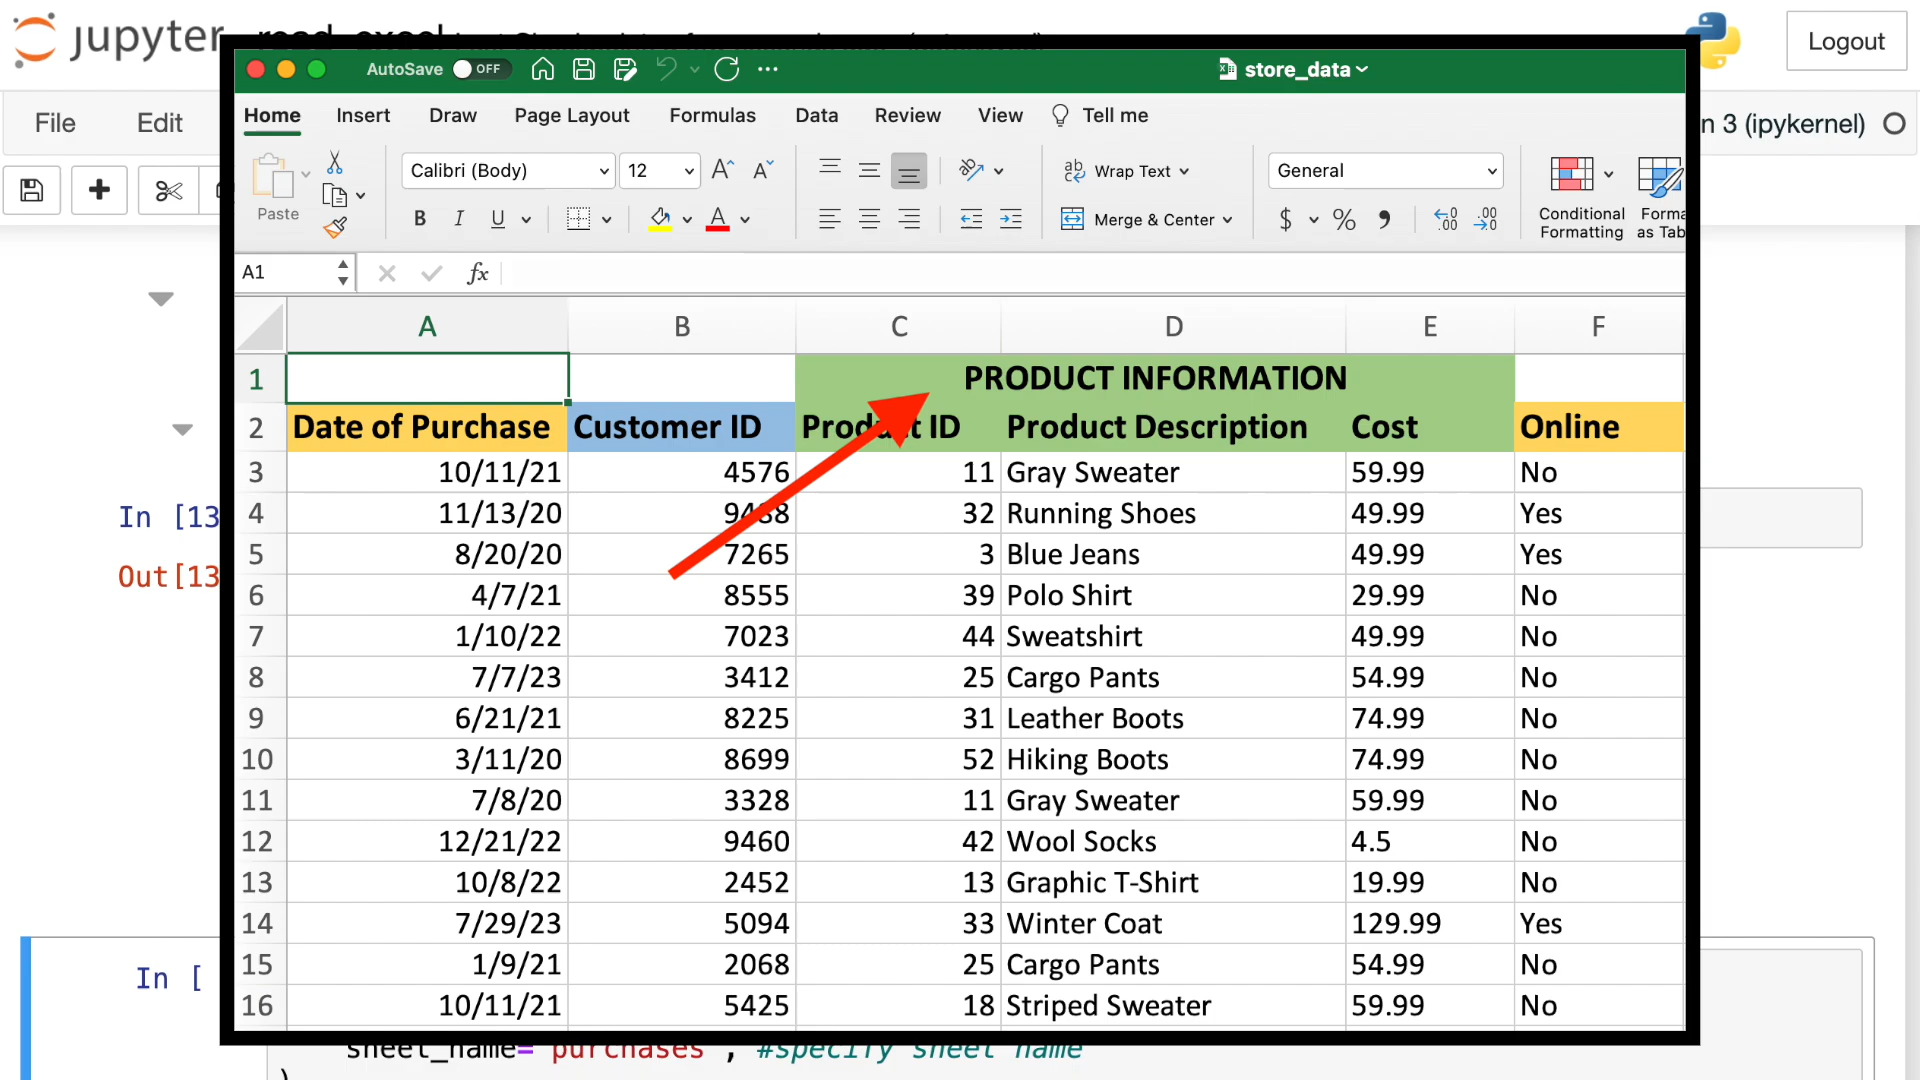 jupyter
Logout
File Edit
n 3 (ipykernel)
AutoSave OFF
store_data
Home Insert Draw Page Layout Formulas Data Review View Tell me
Paste
Calibri (Body) 12
Wrap Text
General
B I U A
Merge & Center
$ % ,
Conditional Formatting
Forma
as Tab
A1 fx
A B C D E F
1 PRODUCT INFORMATION
2 Date of Purchase Customer ID Product ID Product Description Cost Online
3 10/11/21 4576 11 Gray Sweater 59.99 No
4 11/13/20 32 Running Shoes 49.99 Yes
5 8/20/20 7265 3 Blue Jeans 49.99 Yes
6 4/7/21 8555 39 Polo Shirt 29.99 No
7 1/10/22 7023 44 Sweatshirt 49.99 No
8 7/7/23 3412 25 Cargo Pants 54.99 No
9 6/21/21 8225 31 Leather Boots 74.99 No
10 3/11/20 8699 52 Hiking Boots 74.99 No
11 7/8/20 3328 11 Gray Sweater 59.99 No
12 12/21/22 9460 42 Wool Socks 4.5 No
13 10/8/22 2452 13 Graphic T-Shirt 19.99 No
14 7/29/23 5094 33 Winter Coat 129.99 Yes
15 1/9/21 2068 25 Cargo Pants 54.99 No
16 10/11/21 5425 18 Striped Sweater 59.99 No
In [13
Out[13
In [
sheet_name= purchases , #specify sheet name
)